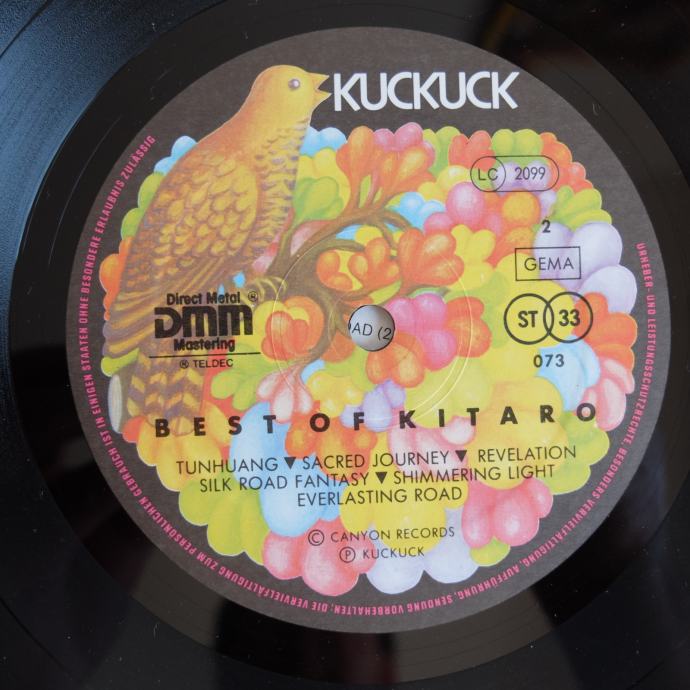 KUCKUCK
LC 2099
2
GEMA
ST 33
073
Direct Metal ®
DMM
Mastering
® TELDEC
AD (2
BEST OF KITARO
TUNHUANG ▼ SACRED JOURNEY ▼ REVELATION
SILK ROAD FANTASY ▼ SHIMMERING LIGHT
EVERLASTING ROAD
© CANYON RECORDS
℗ KUCKUCK
URHEBER- UND LEISTUNGSSCHUTZRECHTE, BESONDERS VERVIELFÄLTIGUNG, AUFFÜHRUNG, SENDUNG VORBEHALTEN; DIE VERVIELFÄLTIGUNG ZUM PERSÖNLICHEN GEBRAUCH IST IN EINIGEN STAATEN OHNE BESONDERE ERLAUBNIS ZULÄSSIG